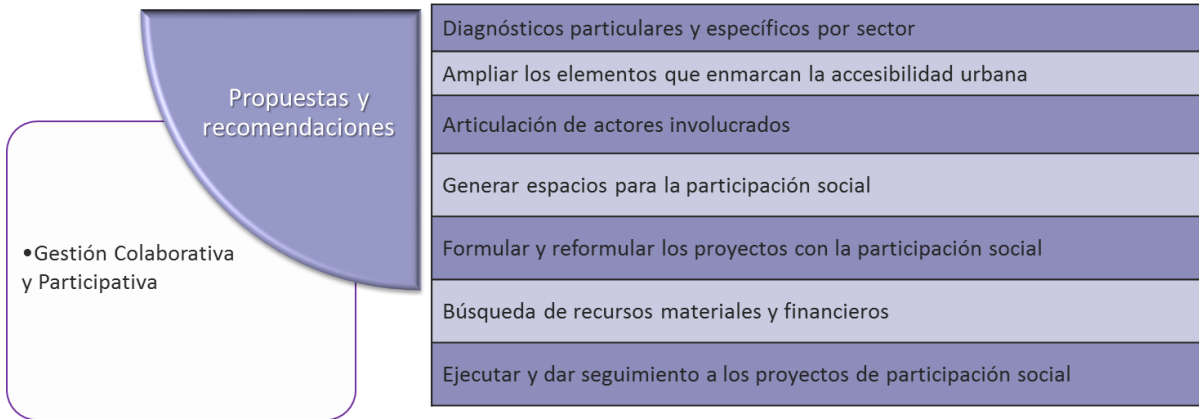 Propuestas y
recomendaciones
•Gestión Colaborativa
y Participativa
Diagnósticos particulares y específicos por sector
Ampliar los elementos que enmarcan la accesibilidad urbana
Articulación de actores involucrados
Generar espacios para la participación social
Formular y reformular los proyectos con la participación social
Búsqueda de recursos materiales y financieros
Ejecutar y dar seguimiento a los proyectos de participación social